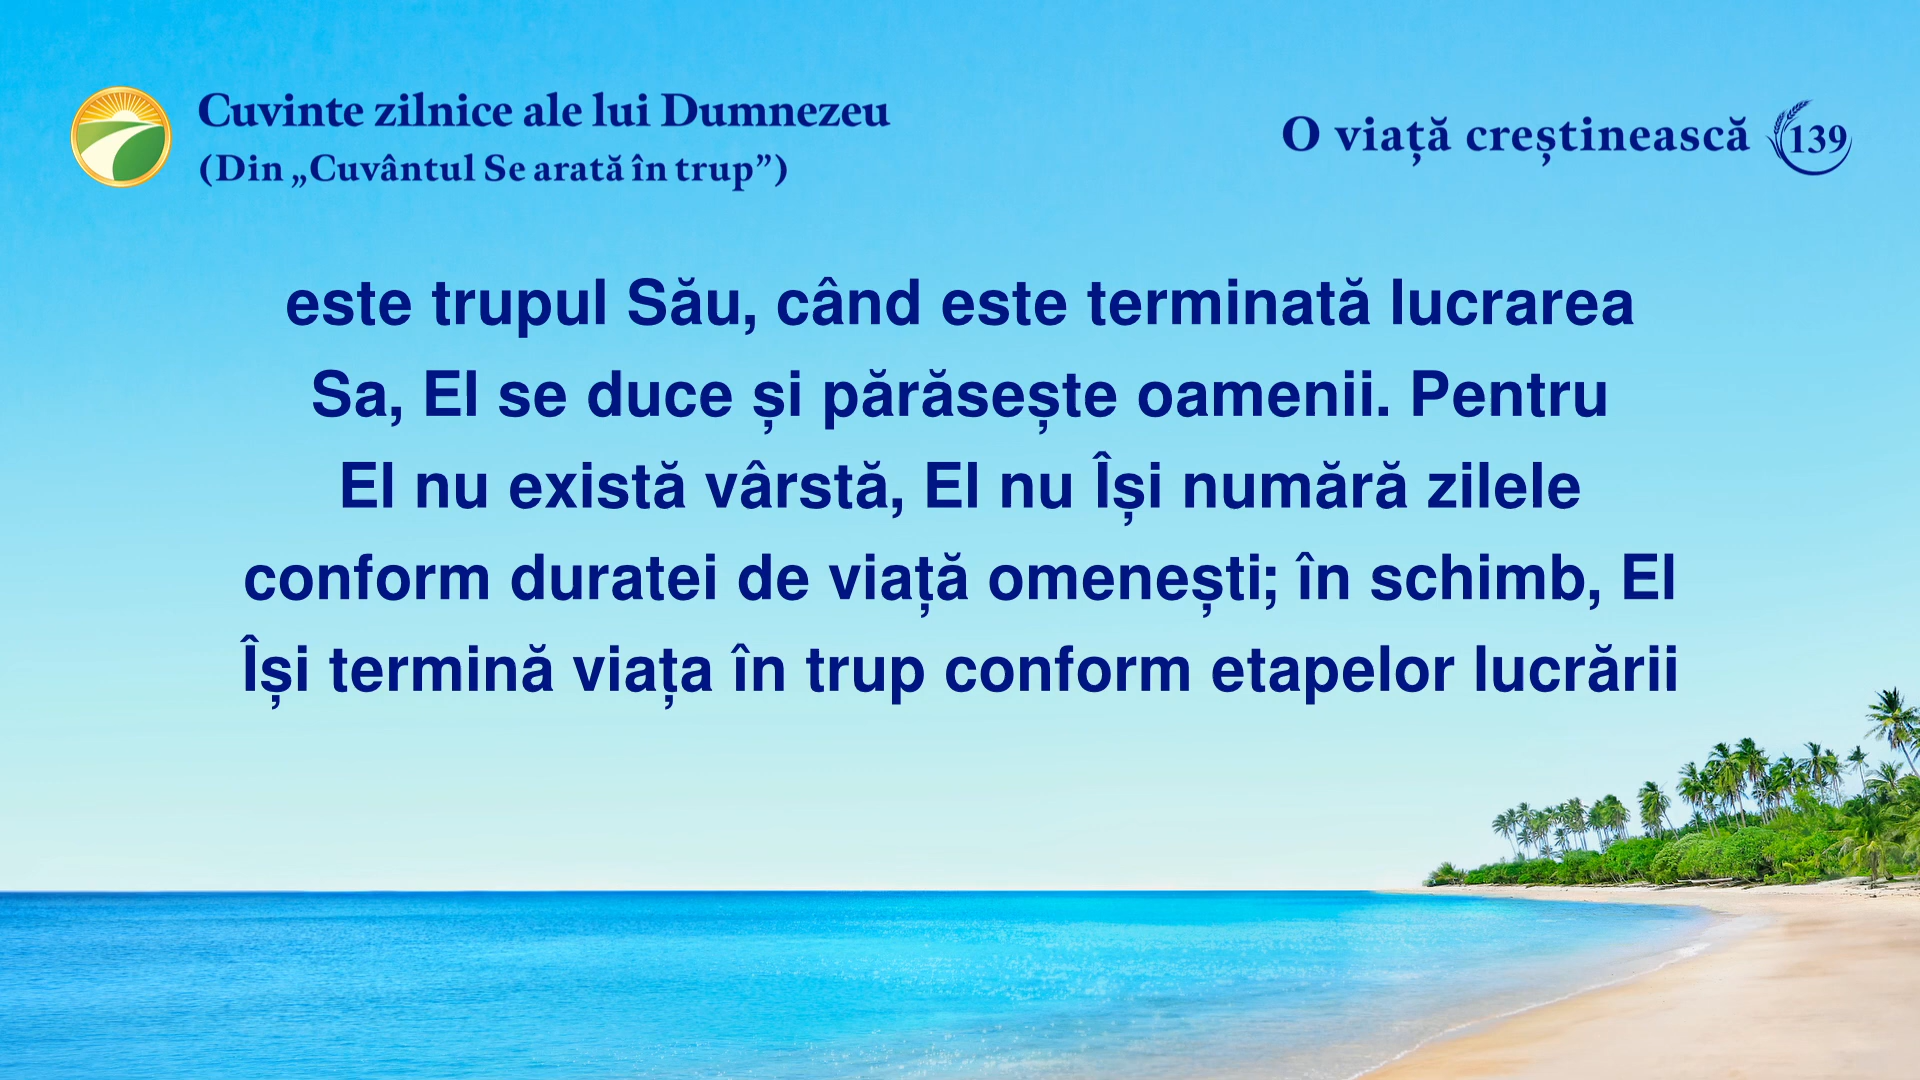 Cuvinte zilnice ale lui Dumnezeu
(Din „Cuvântul Se arată în trup”)
O viață creștinească 139
este trupul Său, când este terminată lucrarea
Sa, El se duce și părăsește oamenii. Pentru
El nu există vârstă, El nu Își numără zilele
conform duratei de viață omenești; în schimb, El
Își termină viața în trup conform etapelor lucrării